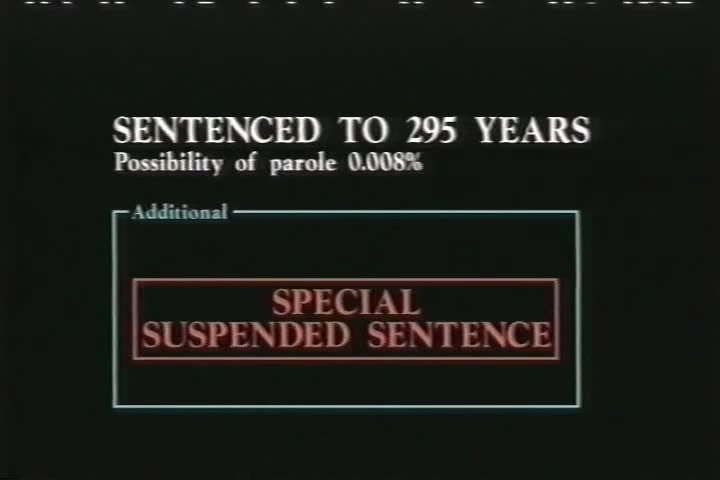 SENTENCED TO 295 YEARS
Possibility of parole 0.008%
Additional
SPECIAL
SUSPENDED SENTENCE